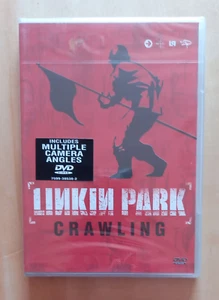 INCLUDES
MULTIPLE
CAMERA
ANGLES
DVD
LINKIN PARK
CRAWLING